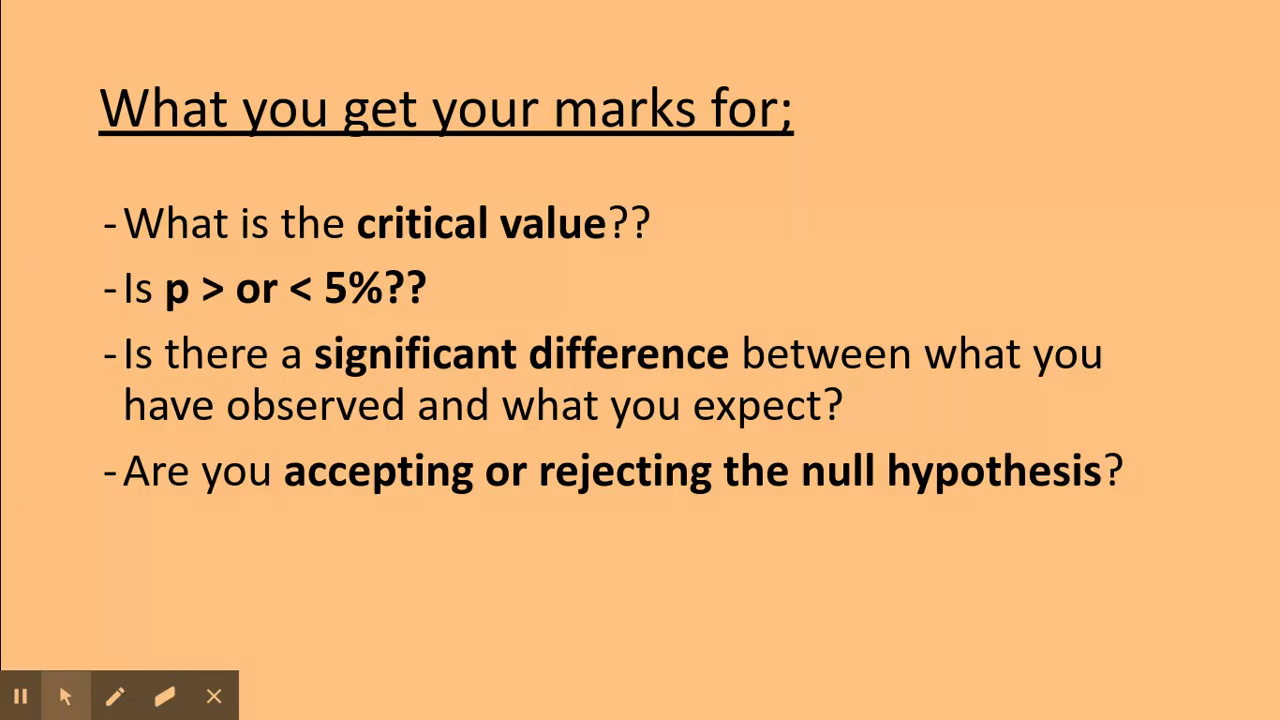 What you get your marks for;
-What is the critical value??
-Is p > or < 5%??
-Is there a significant difference between what you
have observed and what you expect?
-Are you accepting or rejecting the null hypothesis?